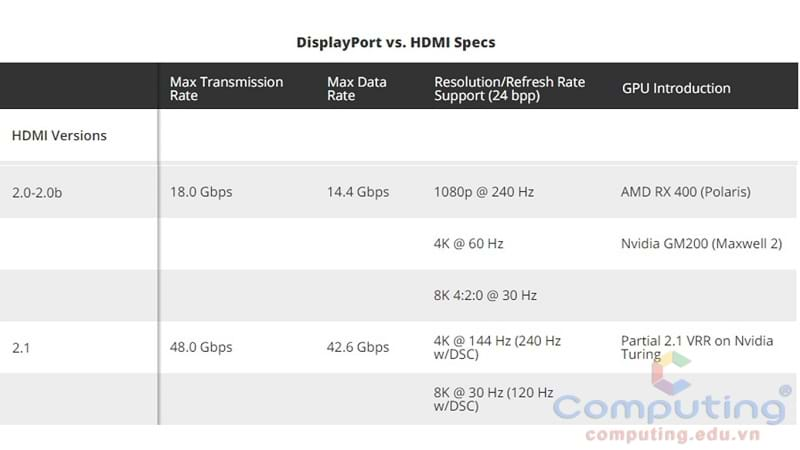 DisplayPort vs. HDMI Specs
Max Transmission Rate Max Data Rate Resolution/Refresh Rate Support (24 bpp) GPU Introduction
HDMI Versions
2.0-2.0b 18.0 Gbps 14.4 Gbps 1080p @ 240 Hz AMD RX 400 (Polaris)
4K @ 60 Hz Nvidia GM200 (Maxwell 2)
8K 4:2:0 @ 30 Hz
2.1 48.0 Gbps 42.6 Gbps 4K @ 144 Hz (240 Hz w/DSC) Partial 2.1 VRR on Nvidia Turing
8K @ 30 Hz (120 Hz w/DSC)
Computing®
computing.edu.vn